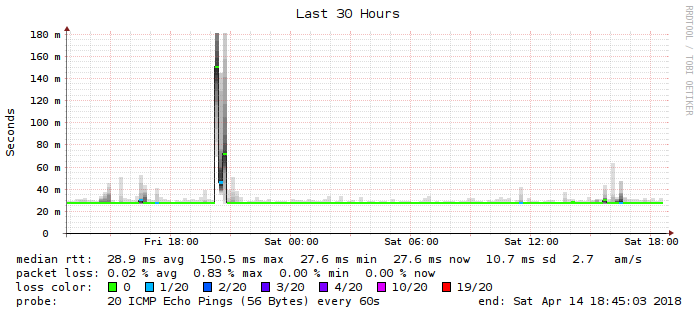 Last 30 Hours
RRDTOOL / TOBI OETIKER
Seconds
180 m
160 m
140 m
120 m
100 m
80 m
60 m
40 m
20 m
0
Fri 18:00 Sat 00:00 Sat 06:00 Sat 12:00 Sat 18:00
median rtt: 28.9 ms avg 150.5 ms max 27.6 ms min 27.6 ms now 10.7 ms sd 2.7 am/s
packet loss: 0.02 % avg 0.83 % max 0.00 % min 0.00 % now
loss color: 0 1/20 2/20 3/20 4/20 10/20 19/20
probe: 20 ICMP Echo Pings (56 Bytes) every 60s end: Sat Apr 14 18:45:03 2018